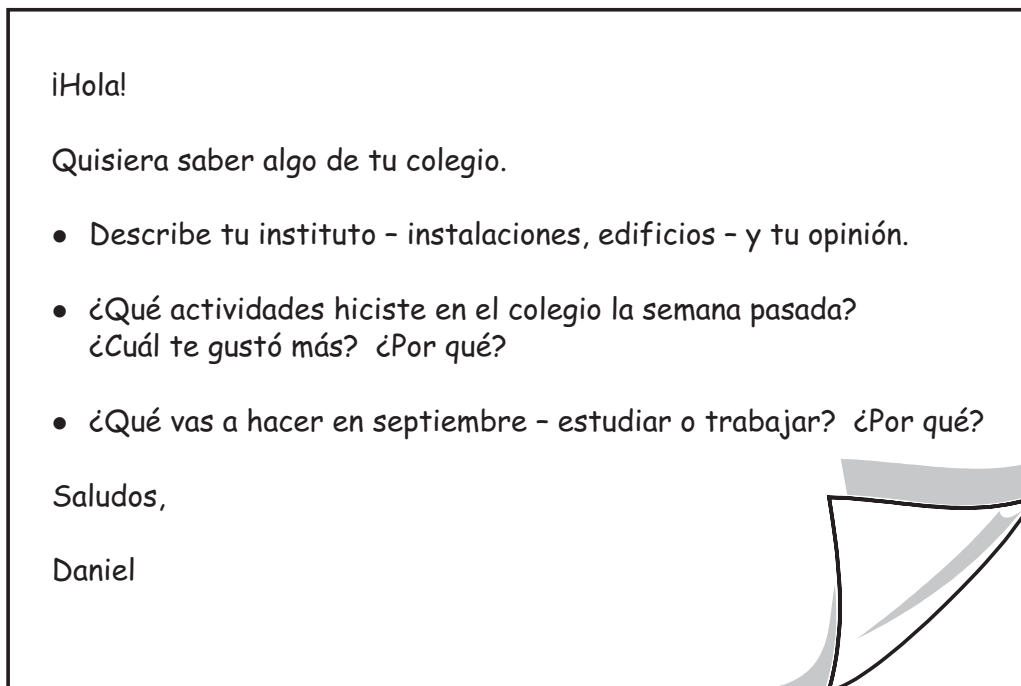 ¡Hola!
Quisiera saber algo de tu colegio.
● Describe tu instituto – instalaciones, edificios – y tu opinión.
● ¿Qué actividades hiciste en el colegio la semana pasada?
¿Cuál te gustó más? ¿Por qué?
● ¿Qué vas a hacer en septiembre – estudiar o trabajar? ¿Por qué?
Saludos,
Daniel